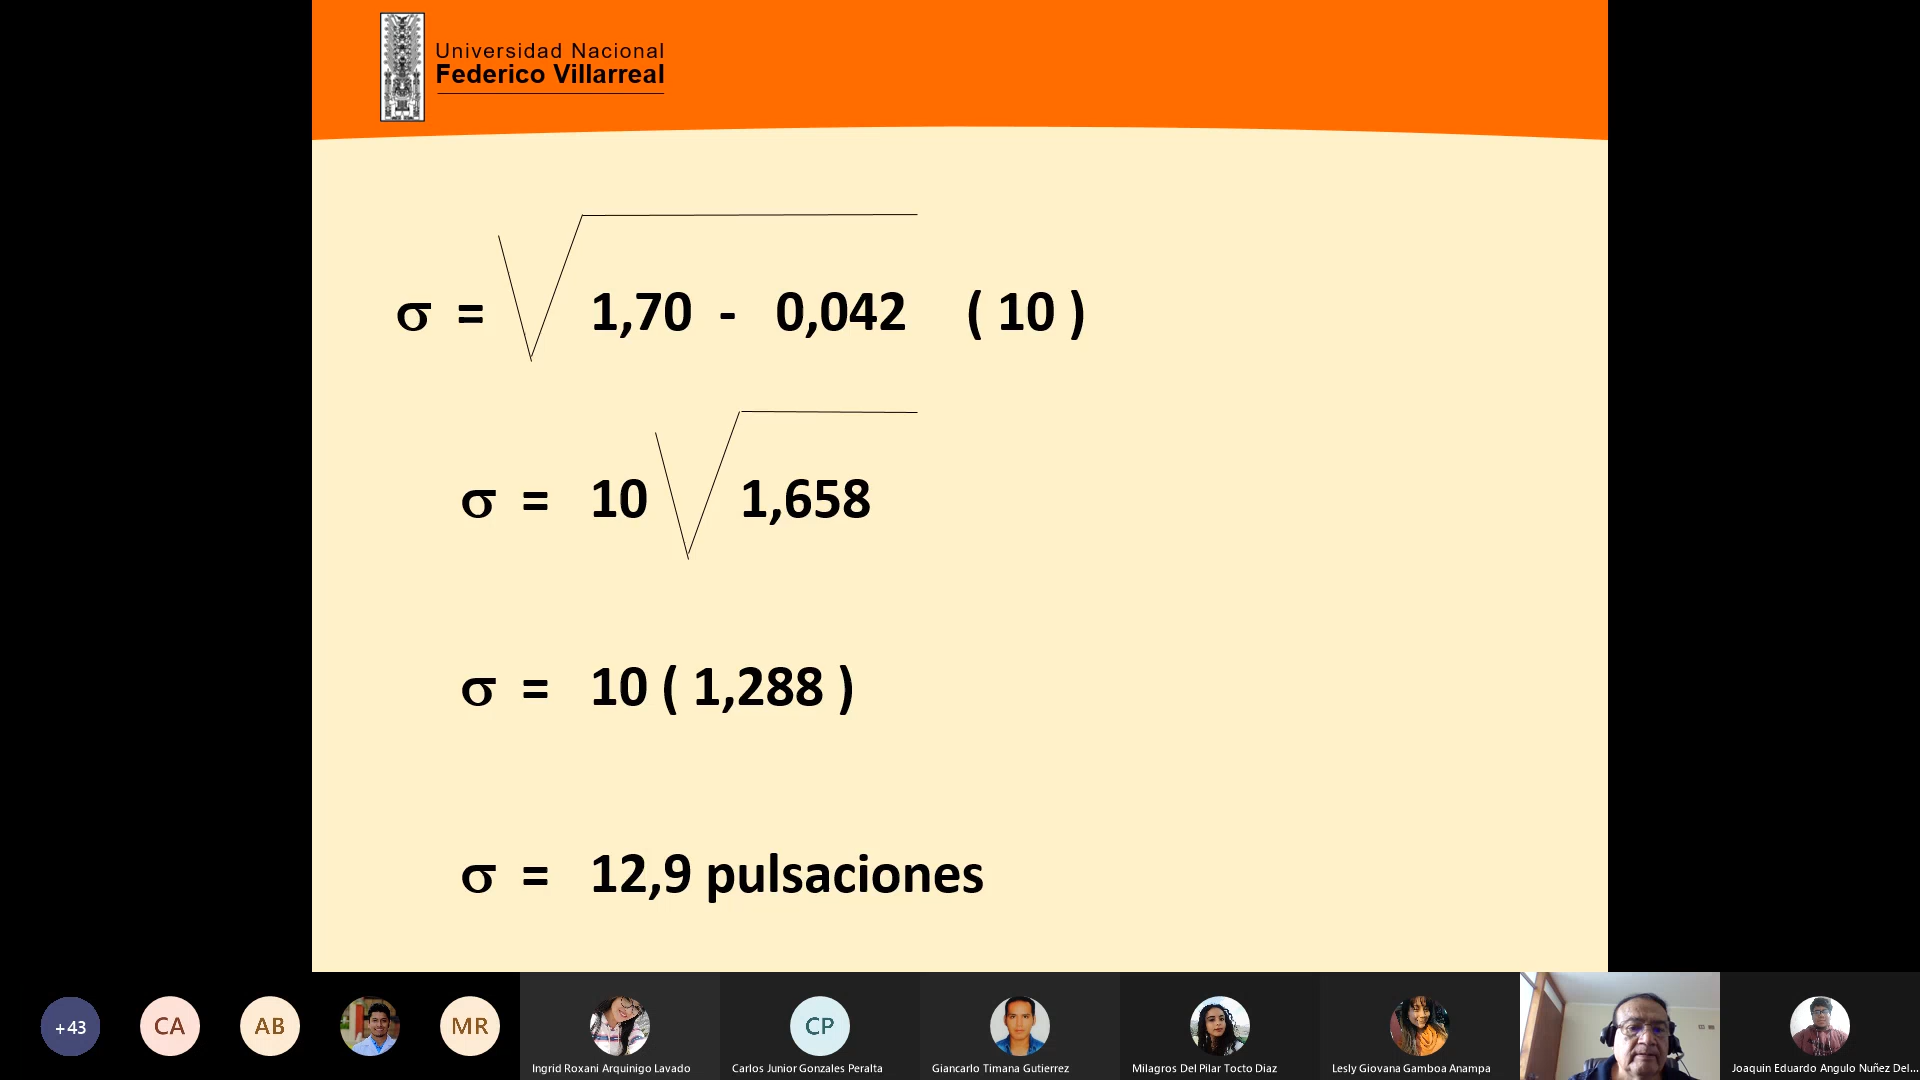 Universidad Nacional
Federico Villarreal
σ = √ 1,70 - 0,042 ( 10 )
σ = 10 √ 1,658
σ = 10 ( 1,288 )
σ = 12,9 pulsaciones
+43
CA
AB
MR
CP
Ingrid Roxani Arquinigo Lavado
Carlos Junior Gonzales Peralta
Giancarlo Timana Gutierrez
Milagros Del Pilar Tocto Diaz
Lesly Giovana Gamboa Anampa
Joaquin Eduardo Angulo Nuñez Del...